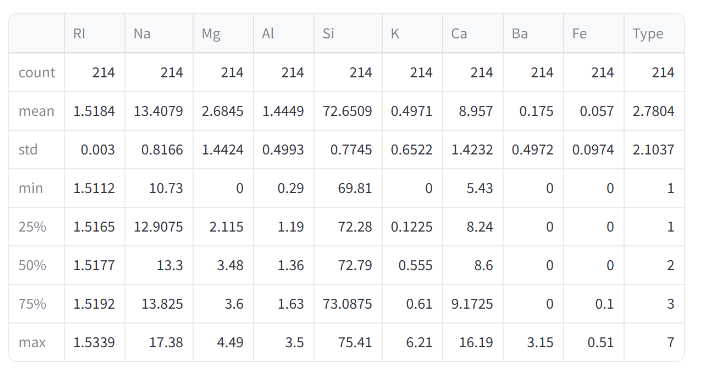 RI Na Mg Al Si K Ca Ba Fe Type
count 214 214 214 214 214 214 214 214 214 214
mean 1.5184 13.4079 2.6845 1.4449 72.6509 0.4971 8.957 0.175 0.057 2.7804
std 0.003 0.8166 1.4424 0.4993 0.7745 0.6522 1.4232 0.4972 0.0974 2.1037
min 1.5112 10.73 0 0.29 69.81 0 5.43 0 0 1
25% 1.5165 12.9075 2.115 1.19 72.28 0.1225 8.24 0 0 1
50% 1.5177 13.3 3.48 1.36 72.79 0.555 8.6 0 0 2
75% 1.5192 13.825 3.6 1.63 73.0875 0.61 9.1725 0 0.1 3
max 1.5339 17.38 4.49 3.5 75.41 6.21 16.19 3.15 0.51 7